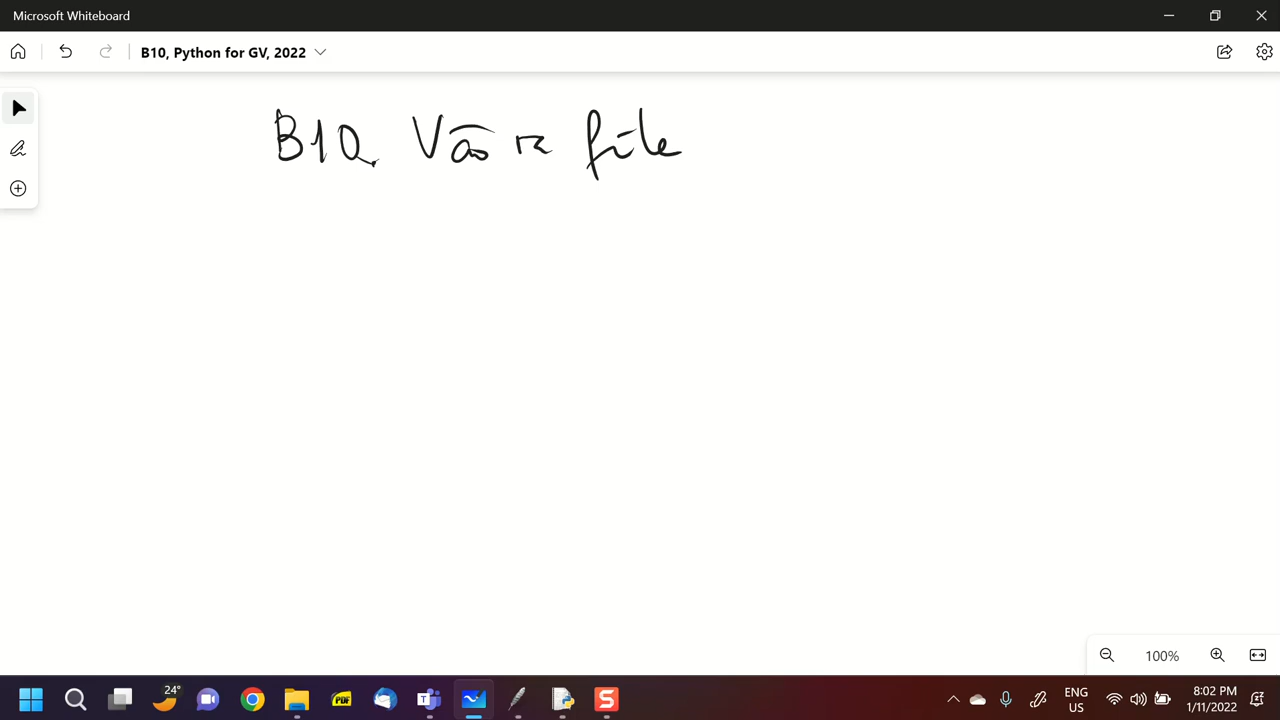 Microsoft Whiteboard
B10, Python for GV, 2022
B10. Vào ra file
100%
24°
PDF
ENG
US
8:02 PM
1/11/2022